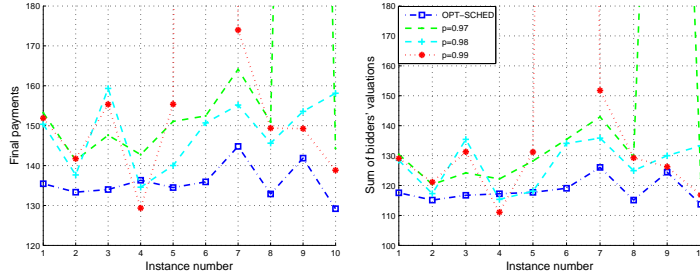 180
170
160
150
140
130
120
Final payments
1 2 3 4 5 6 7 8 9 10
Instance number
180
170
160
150
140
130
120
110
100
Sum of bidders' valuations
OPT−SCHED
p=0.97
p=0.98
p=0.99
1 2 3 4 5 6 7 8 9 10
Instance number